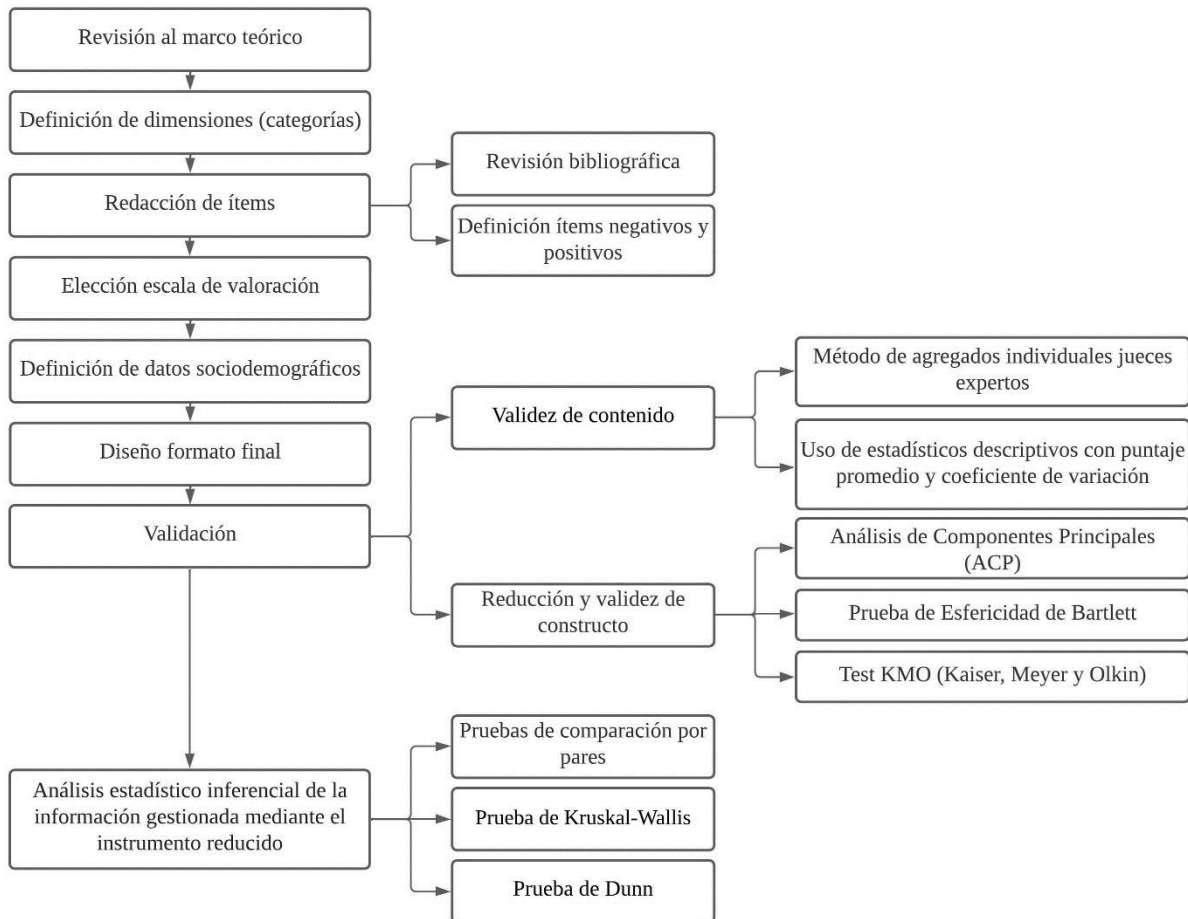 Revisión al marco teórico
Definición de dimensiones (categorías)
Redacción de ítems
Revisión bibliográfica
Definición ítems negativos y
positivos
Elección escala de valoración
Definición de datos sociodemográficos
Diseño formato final
Validación
Validez de contenido
Método de agregados individuales jueces
expertos
Uso de estadísticos descriptivos con puntaje
promedio y coeficiente de variación
Reducción y validez de
constructo
Análisis de Componentes Principales
(ACP)
Prueba de Esfericidad de Bartlett
Test KMO (Kaiser, Meyer y Olkin)
Análisis estadístico inferencial de la
información gestionada mediante el
instrumento reducido
Pruebas de comparación por
pares
Prueba de Kruskal-Wallis
Prueba de Dunn